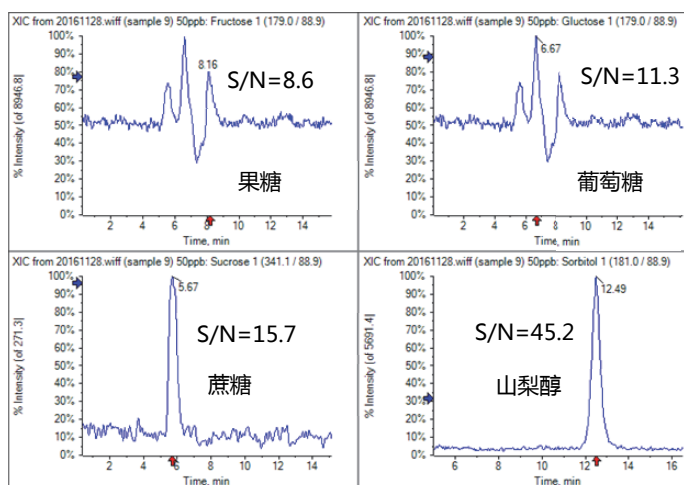 XIC from 20161128.wiff (sample 9) 50ppb: Fructose 1 (179.0 / 88.9)
% Intensity (of 8946.8)
100%
90%
80%
70%
60%
50%
40%
30%
20%
10%
0%
8.16
S/N=8.6
果糖
2 4 6 8 10 12 14
Time, min
XIC from 20161128.wiff (sample 9) 50ppb: Gluctose 1 (179.0 / 88.9)
% Intensity (of 8946.8)
100%
90%
80%
70%
60%
50%
40%
30%
20%
10%
0%
6.67
S/N=11.3
葡萄糖
2 4 6 8 10 12 14 16
Time, min
XIC from 20161128.wiff (sample 9) 50ppb: Sucrose 1 (341.1 / 88.9)
% Intensity (of 271.3)
100%
90%
80%
70%
60%
50%
40%
30%
20%
10%
0%
5.67
S/N=15.7
蔗糖
2 4 6 8 10 12 14
Time, min
XIC from 20161128.wiff (sample 9) 50ppb: Sorbitol 1 (181.0 / 88.9)
% Intensity (of 5691.4)
100%
90%
80%
70%
60%
50%
40%
30%
20%
10%
0%
12.49
S/N=45.2
山梨醇
6 8 10 12 14 16
Time, min